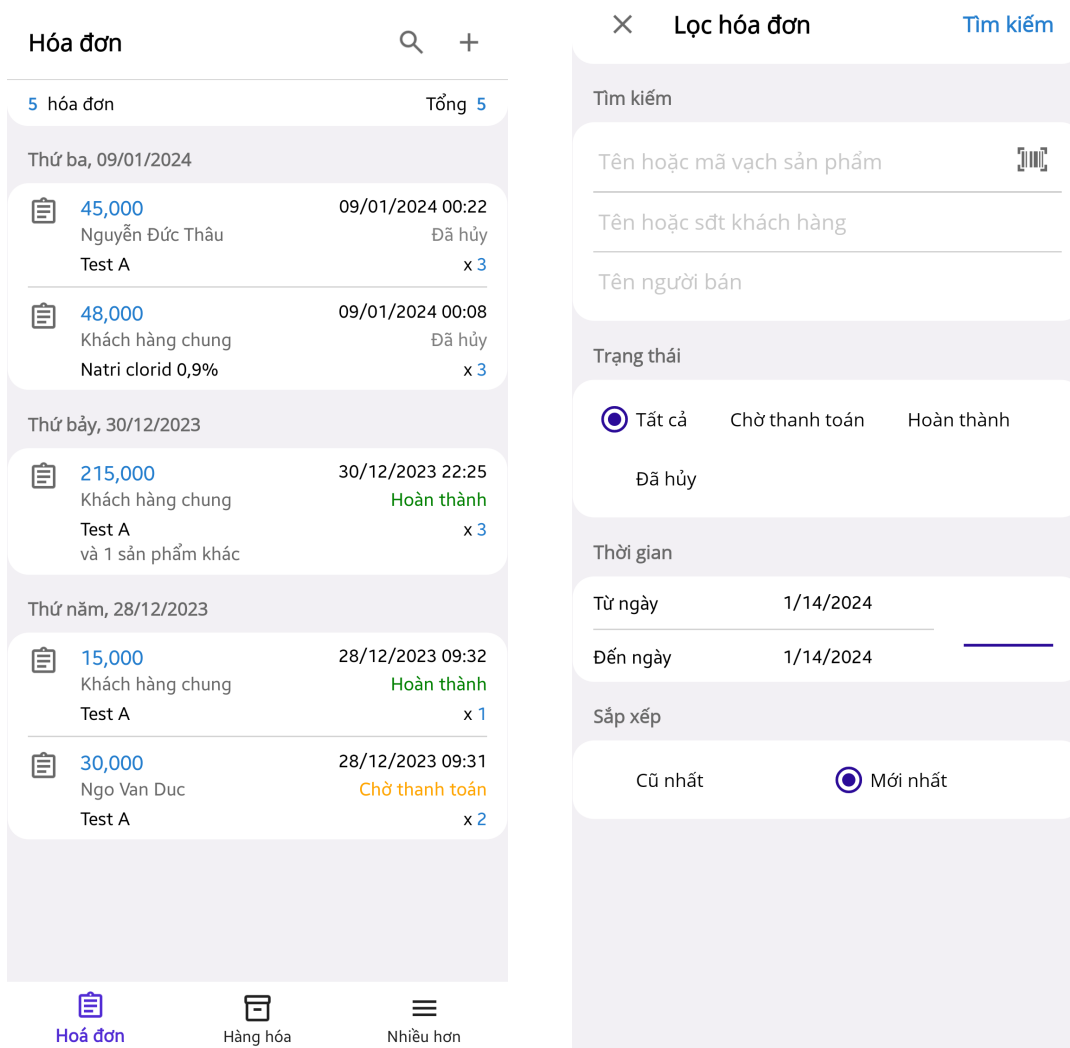 Hóa đơn
5 hóa đơn Tổng 5
Thứ ba, 09/01/2024
45,000 09/01/2024 00:22
Nguyễn Đức Thâu Đã hủy
Test A x 3
48,000 09/01/2024 00:08
Khách hàng chung Đã hủy
Natri clorid 0,9% x 3
Thứ bảy, 30/12/2023
215,000 30/12/2023 22:25
Khách hàng chung Hoàn thành
Test A x 3
và 1 sản phẩm khác
Thứ năm, 28/12/2023
15,000 28/12/2023 09:32
Khách hàng chung Hoàn thành
Test A x 1
30,000 28/12/2023 09:31
Ngo Van Duc Chờ thanh toán
Test A x 2
Hoá đơn Hàng hóa Nhiều hơn
Lọc hóa đơn Tìm kiếm
Tìm kiếm
Tên hoặc mã vạch sản phẩm
Tên hoặc sđt khách hàng
Tên người bán
Trạng thái
Tất cả Chờ thanh toán Hoàn thành
Đã hủy
Thời gian
Từ ngày 1/14/2024
Đến ngày 1/14/2024
Sắp xếp
Cũ nhất Mới nhất